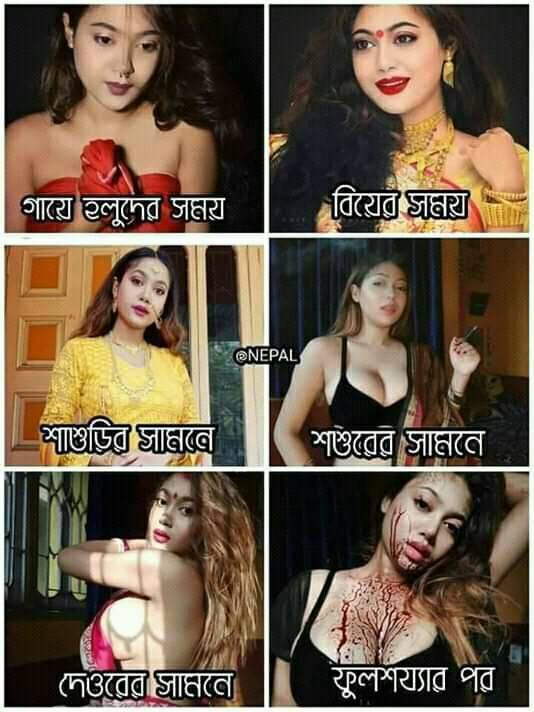 গায়ে হলুদের সময়
বিয়ের সময়
@NEPAL
শাশুড়ির সামনে
শশুরের সামনে
দেওরের সামনে
ফুলশয্যার পর